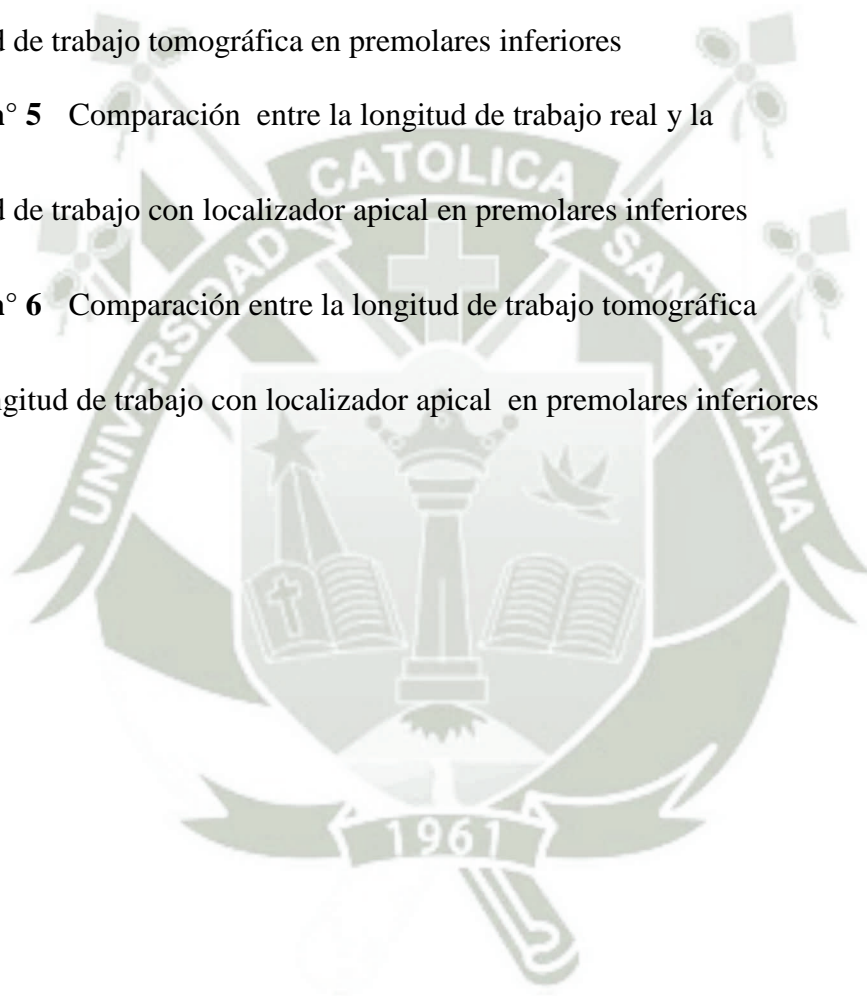 d de trabajo tomográfica en premolares inferiores
n° 5 Comparación entre la longitud de trabajo real y la
d de trabajo con localizador apical en premolares inferiores
n° 6 Comparación entre la longitud de trabajo tomográfica
ngitud de trabajo con localizador apical en premolares inferiores
UNIVERSIDAD CATOLICA SANTA MARIA
1961